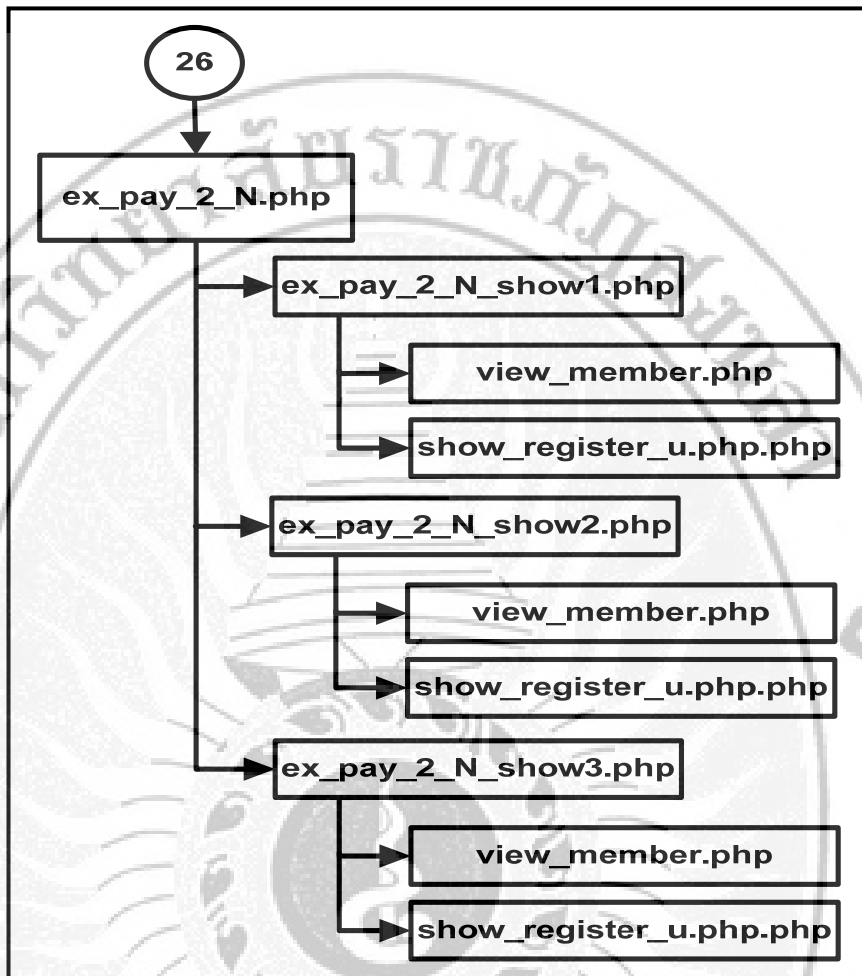 26
ex_pay_2_N.php
ex_pay_2_N_show1.php
view_member.php
show_register_u.php.php
ex_pay_2_N_show2.php
view_member.php
show_register_u.php.php
ex_pay_2_N_show3.php
view_member.php
show_register_u.php.php